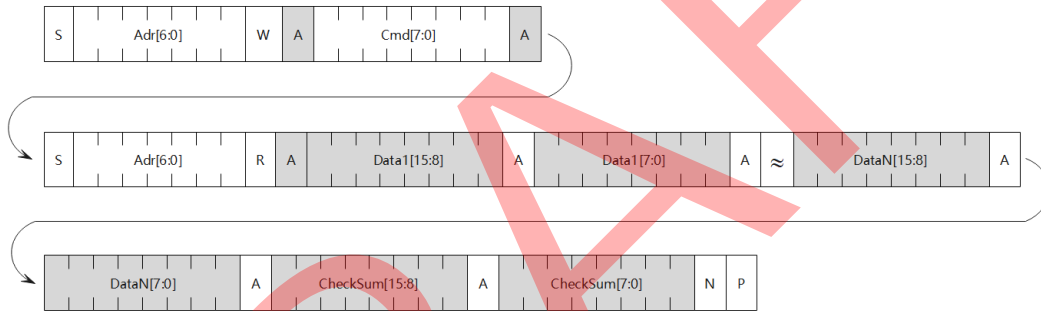 S Adr[6:0] W A Cmd[7:0] A
S Adr[6:0] R A Data1[15:8] A Data1[7:0] A ≈ DataN[15:8] A
DataN[7:0] A CheckSum[15:8] A CheckSum[7:0] N P